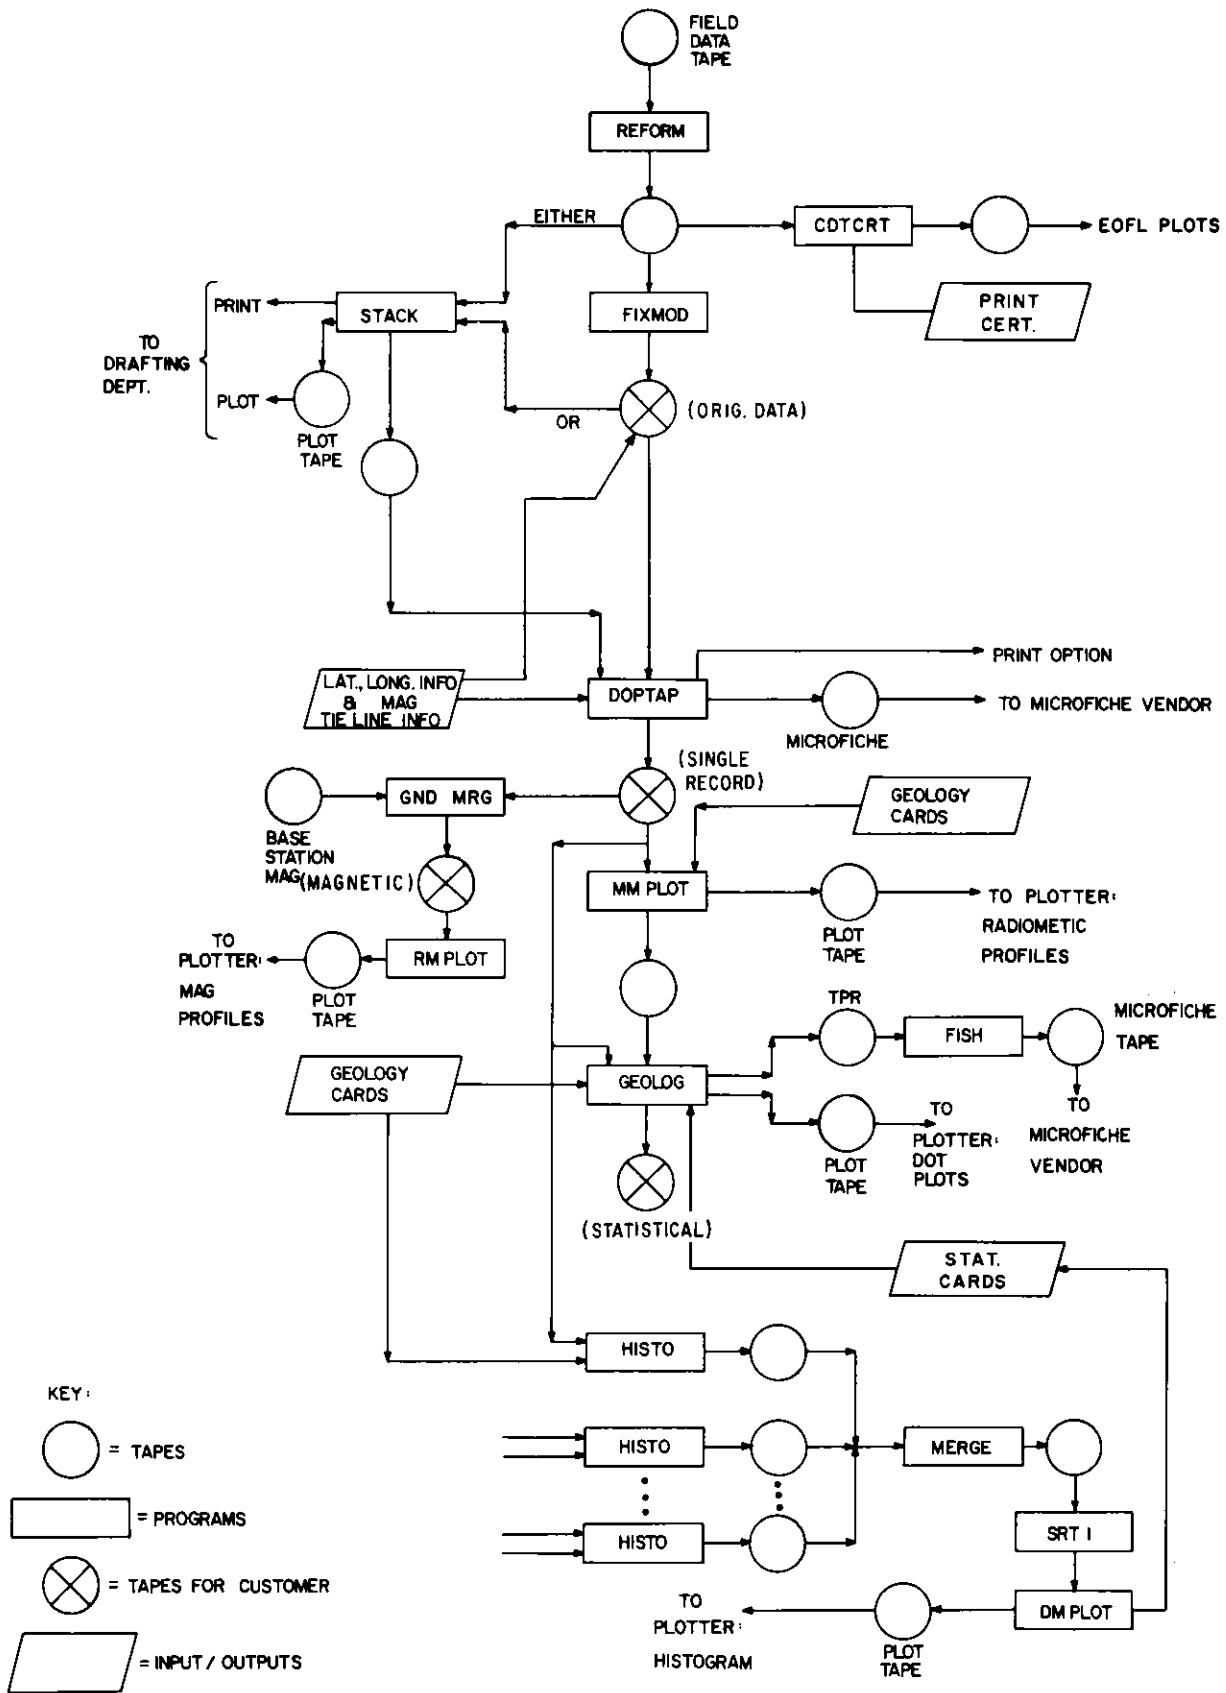 FIELD
DATA
TAPE
REFORM
EITHER
CDTCRT
EOFL PLOTS
PRINT
CERT.
PRINT
STACK
FIXMOD
TO
DRAFTING
DEPT.
PLOT
PLOT
TAPE
OR
(ORIG. DATA)
PRINT OPTION
LAT., LONG. INFO
& MAG
TIE LINE INFO
DOPTAP
TO MICROFICHE VENDOR
MICROFICHE
(SINGLE
RECORD)
GND MRG
GEOLOGY
CARDS
BASE
STATION
MAG
(MAGNETIC)
MM PLOT
TO PLOTTER:
RADIOMETIC
PROFILES
PLOT
TAPE
TO
PLOTTER:
MAG
PROFILES
RM PLOT
PLOT
TAPE
TPR
FISH
MICROFICHE
TAPE
GEOLOGY
CARDS
GEOLOG
TO
PLOTTER:
DOT
PLOTS
TO
MICROFICHE
VENDOR
PLOT
TAPE
(STATISTICAL)
STAT.
CARDS
HISTO
KEY:
= TAPES
HISTO
MERGE
= PROGRAMS
HISTO
SRT 1
= TAPES FOR CUSTOMER
TO
PLOTTER:
HISTOGRAM
DM PLOT
PLOT
TAPE
= INPUT / OUTPUTS